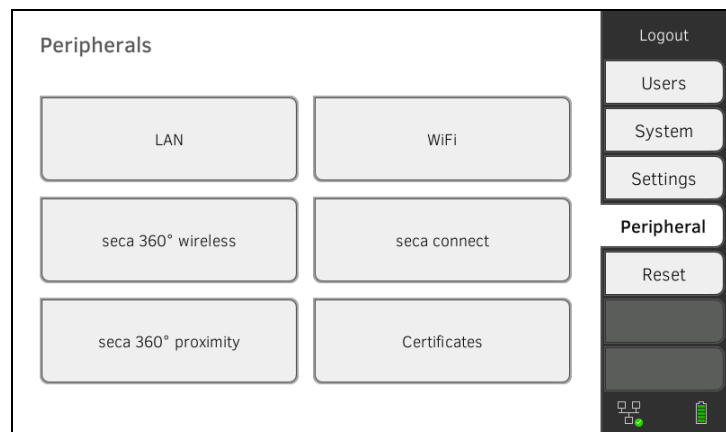 Peripherals
LAN
WiFi
seca 360° wireless
seca connect
seca 360° proximity
Certificates
Logout
Users
System
Settings
Peripheral
Reset